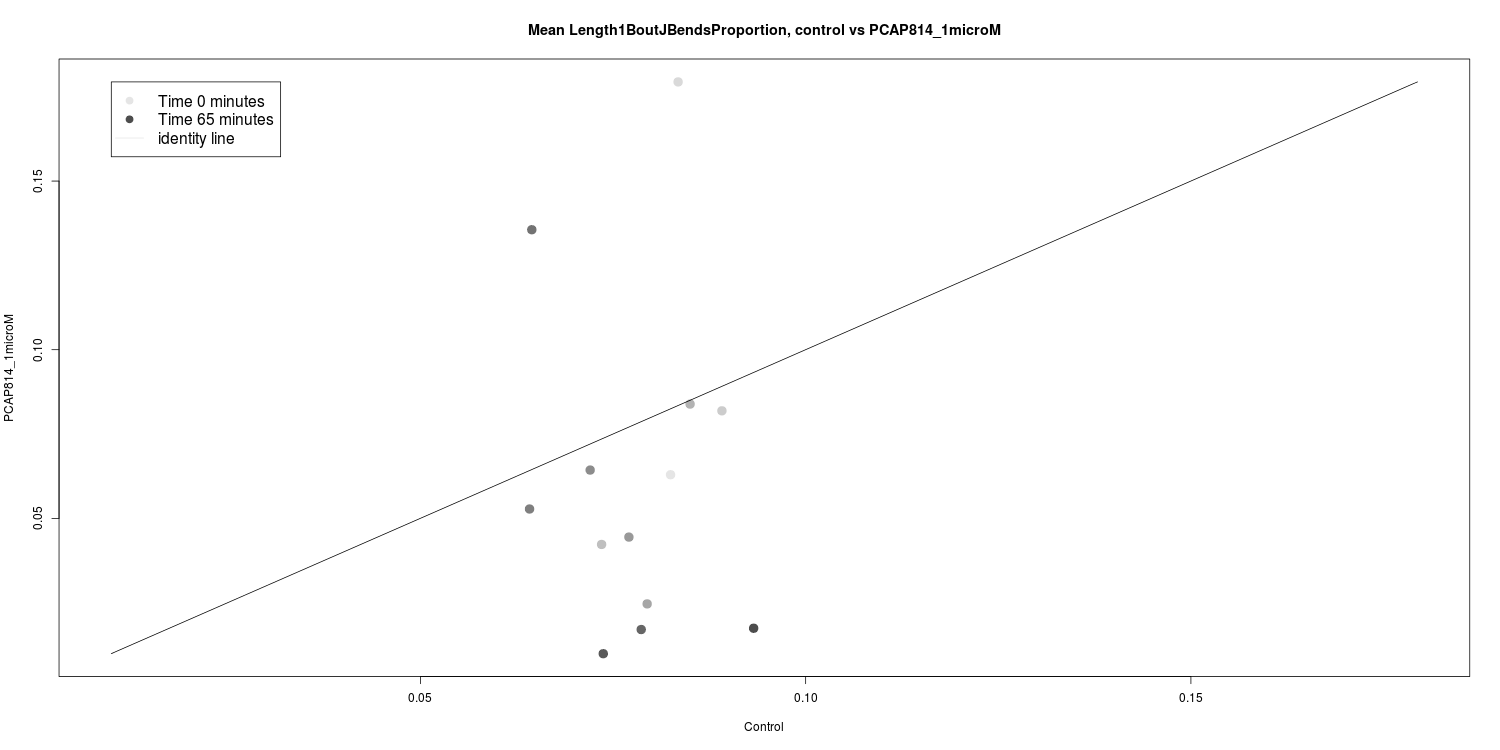 Mean Length1BoutJBendsProportion, control vs PCAP814_1microM
Time 0 minutes
Time 65 minutes
identity line
0.15
0.10
0.05
PCAP814_1microM
0.05 0.10 0.15
Control